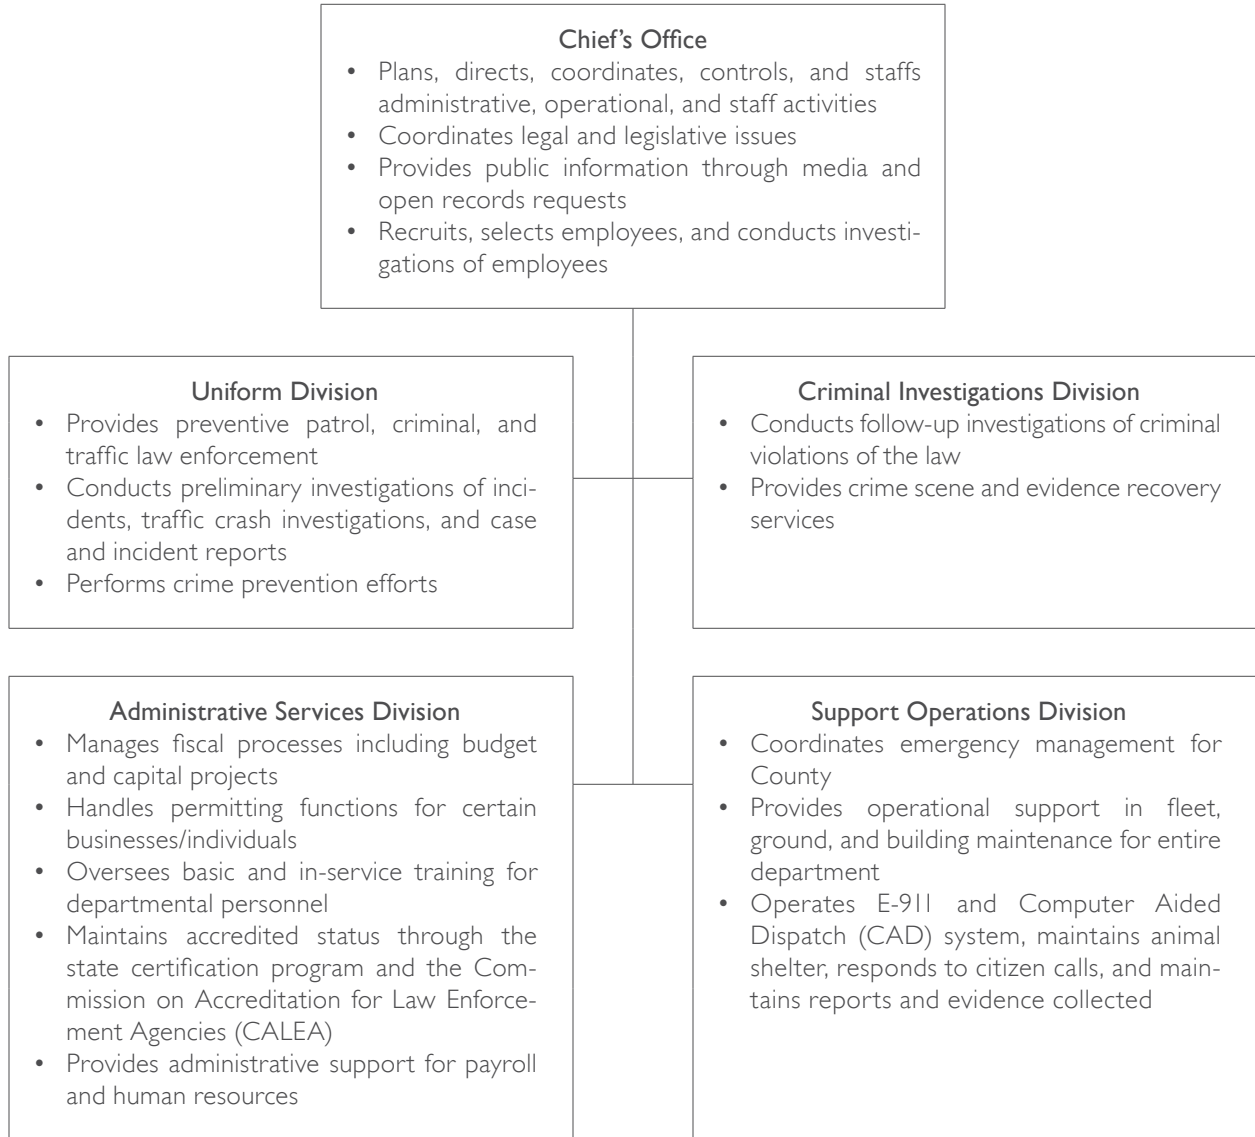 Chief's Office
• Plans, directs, coordinates, controls, and staffs
administrative, operational, and staff activities
• Coordinates legal and legislative issues
• Provides public information through media and
open records requests
• Recruits, selects employees, and conducts investi-
gations of employees
Uniform Division
• Provides preventive patrol, criminal, and
traffic law enforcement
• Conducts preliminary investigations of inci-
dents, traffic crash investigations, and case
and incident reports
• Performs crime prevention efforts
Criminal Investigations Division
• Conducts follow-up investigations of criminal
violations of the law
• Provides crime scene and evidence recovery
services
Administrative Services Division
• Manages fiscal processes including budget
and capital projects
• Handles permitting functions for certain
businesses/individuals
• Oversees basic and in-service training for
departmental personnel
• Maintains accredited status through the
state certification program and the Com-
mission on Accreditation for Law Enforce-
ment Agencies (CALEA)
• Provides administrative support for payroll
and human resources
Support Operations Division
• Coordinates emergency management for
County
• Provides operational support in fleet,
ground, and building maintenance for entire
department
• Operates E-911 and Computer Aided
Dispatch (CAD) system, maintains animal
shelter, responds to citizen calls, and main-
tains reports and evidence collected